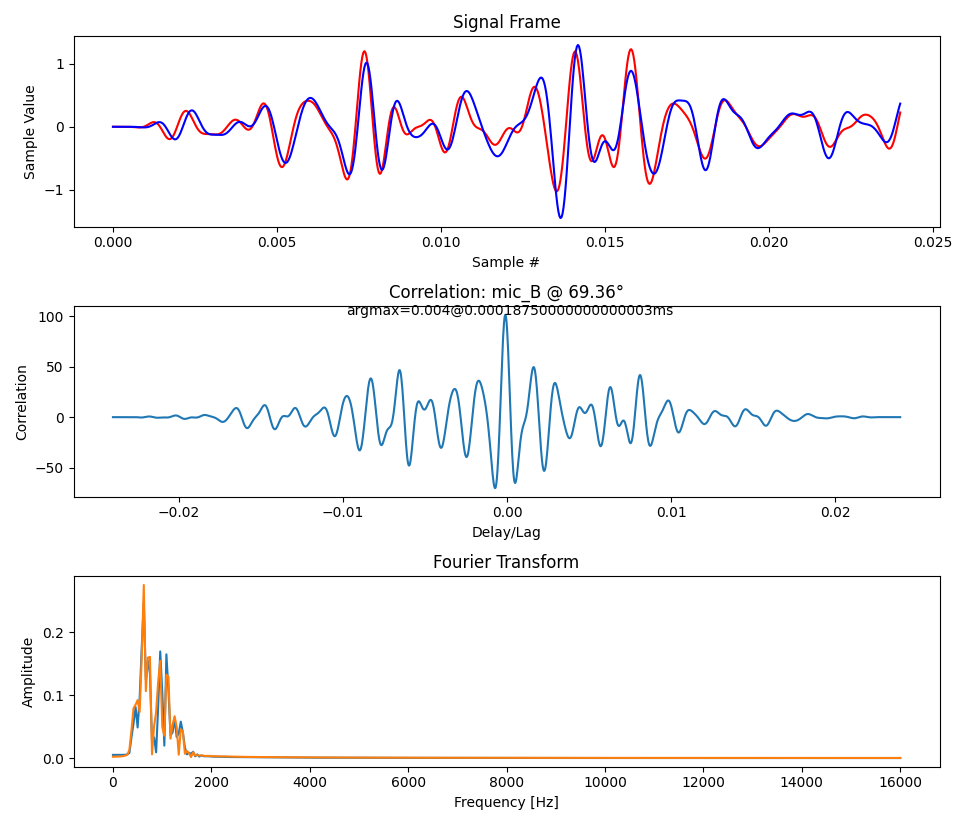 Signal Frame
1
0
−1
Sample Value
0.000 0.005 0.010 0.015 0.020 0.025
Sample #
Correlation: mic_B @ 69.36°
argmax=0.004@0.00018750000000000003ms
100
50
0
−50
Correlation
−0.02 −0.01 0.00 0.01 0.02
Delay/Lag
Fourier Transform
0.2
0.1
0.0
Amplitude
0 2000 4000 6000 8000 10000 12000 14000 16000
Frequency [Hz]